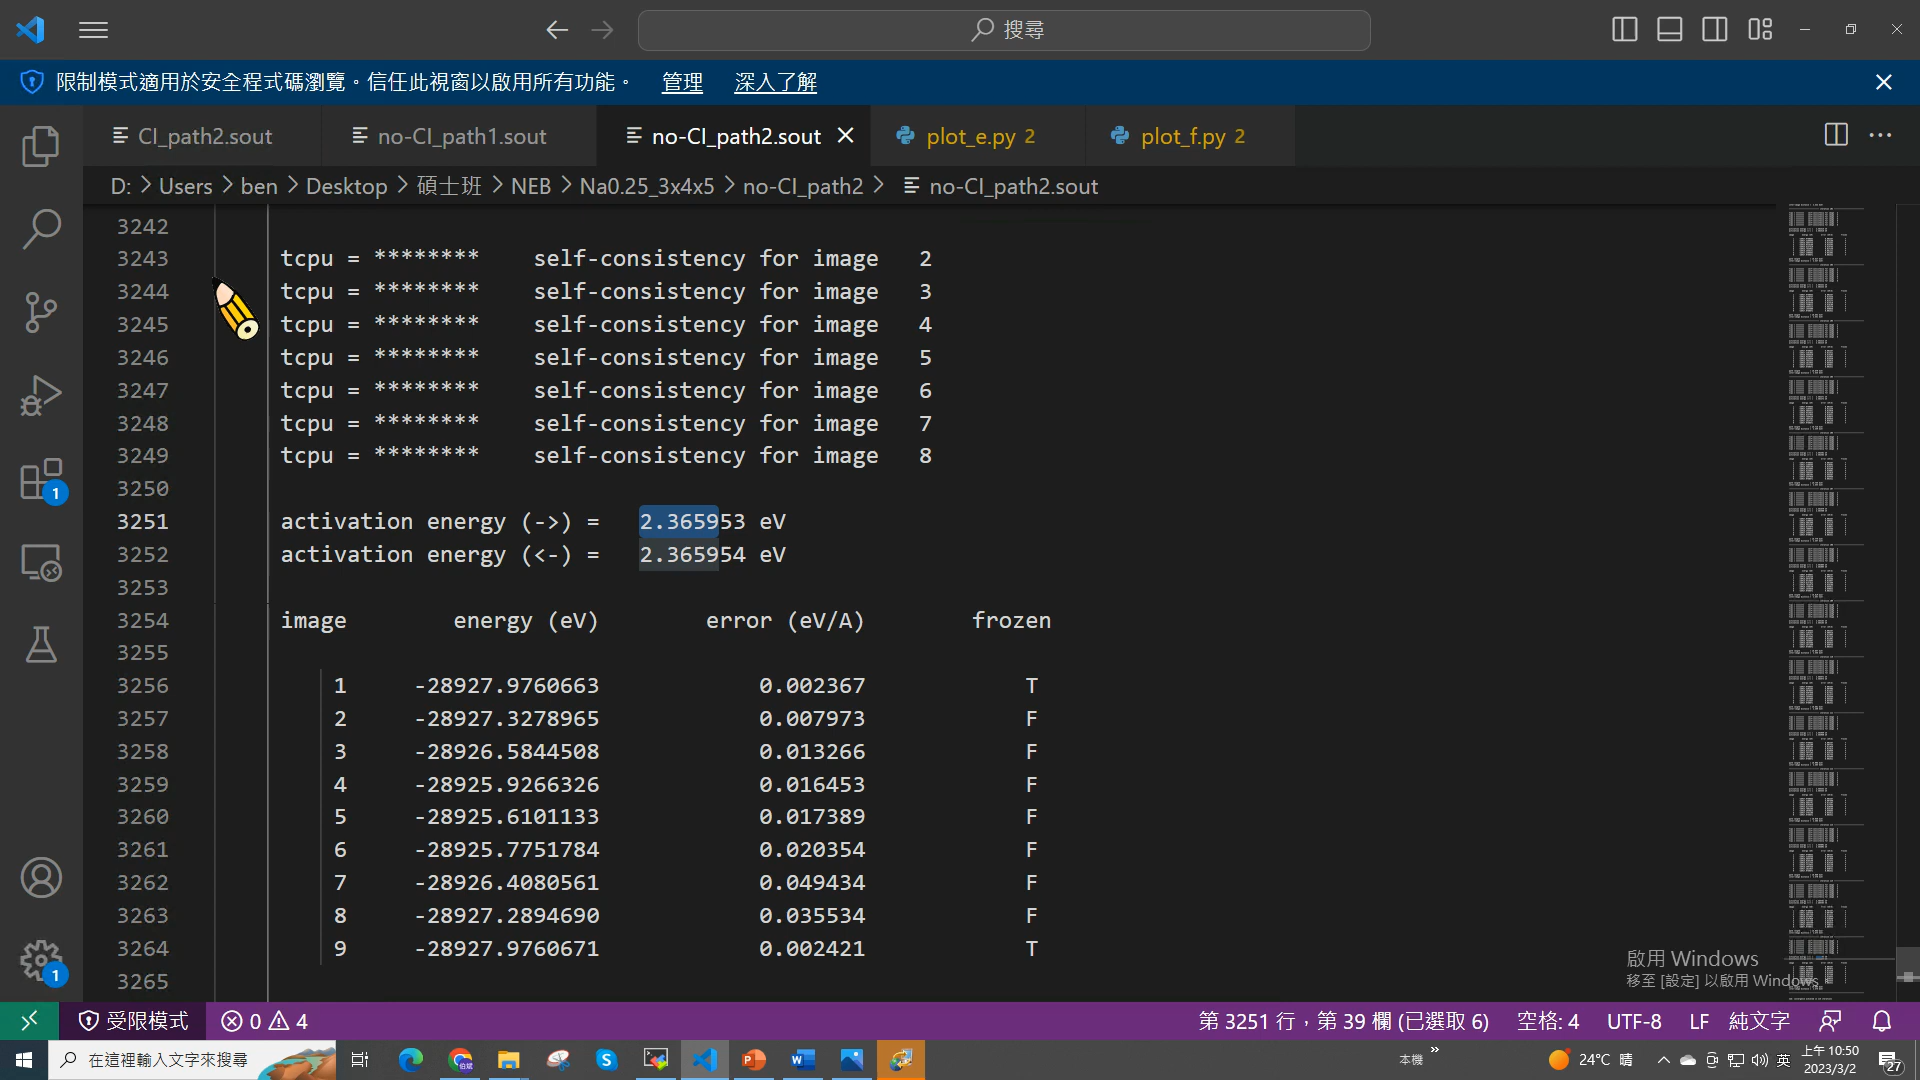 搜尋
限制模式適用於安全程式碼瀏覽。信任此視窗以啟用所有功能。 管理 深入了解
CI_path2.sout no-CI_path1.sout no-CI_path2.sout plot_e.py 2 plot_f.py 2
D: > Users > ben > Desktop > 碩士班 > NEB > Na0.25_3x4x5 > no-CI_path2 > no-CI_path2.sout
3242
3243 tcpu = ******** self-consistency for image 2
3244 tcpu = ******** self-consistency for image 3
3245 tcpu = ******** self-consistency for image 4
3246 tcpu = ******** self-consistency for image 5
3247 tcpu = ******** self-consistency for image 6
3248 tcpu = ******** self-consistency for image 7
3249 tcpu = ******** self-consistency for image 8
3250
3251 activation energy (->) = 2.365953 eV
3252 activation energy (<-) = 2.365954 eV
3253
3254 image energy (eV) error (eV/A) frozen
3255
3256 1 -28927.9760663 0.002367 T
3257 2 -28927.3278965 0.007973 F
3258 3 -28926.5844508 0.013266 F
3259 4 -28925.9266326 0.016453 F
3260 5 -28925.6101133 0.017389 F
3261 6 -28925.7751784 0.020354 F
3262 7 -28926.4080561 0.049434 F
3263 8 -28927.2894690 0.035534 F
3264 9 -28927.9760671 0.002421 T
3265
1
1
啟用 Windows
移至 [設定] 以啟用 Windows。
受限模式 0 4 第 3251 行，第 39 欄 (已選取 6) 空格: 4 UTF-8 LF 純文字
在這裡輸入文字來搜尋 本機 » 24°C 晴 英 上午 10:50
2023/3/2 27